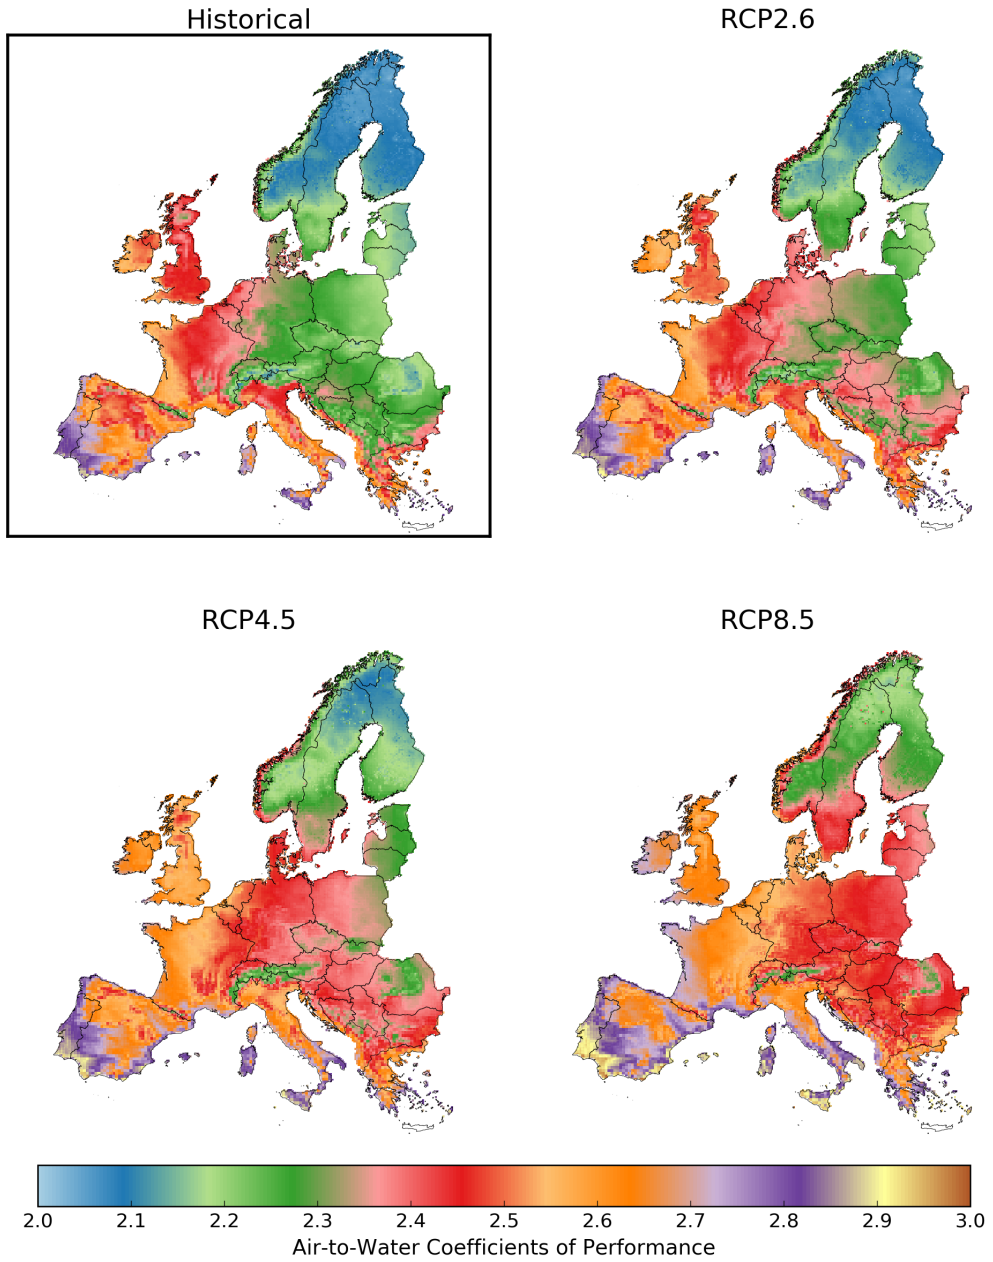 Historical
RCP2.6
RCP4.5
RCP8.5
2.0 2.1 2.2 2.3 2.4 2.5 2.6 2.7 2.8 2.9 3.0
Air-to-Water Coefficients of Performance